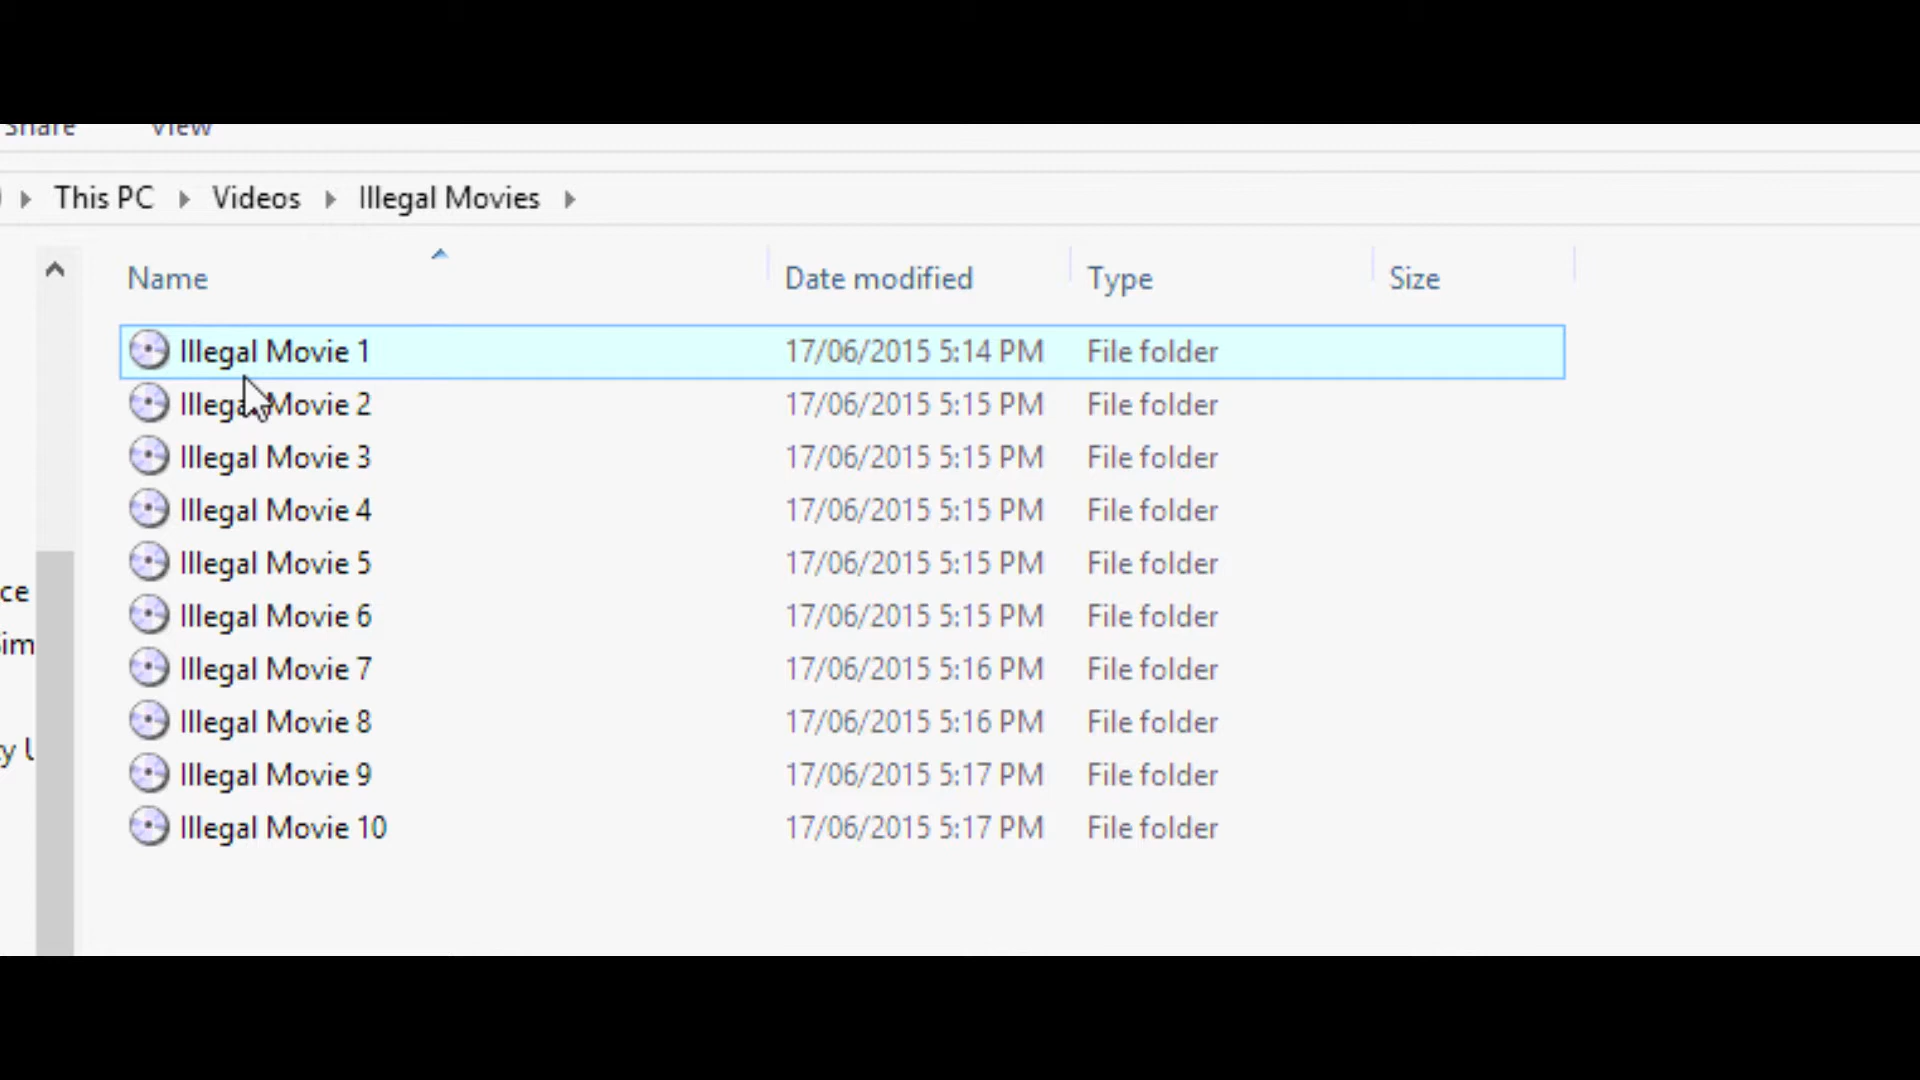 Share View
This PC Videos Illegal Movies
Name Date modified Type Size
Illegal Movie 1 17/06/2015 5:14 PM File folder
Illegal Movie 2 17/06/2015 5:15 PM File folder
Illegal Movie 3 17/06/2015 5:15 PM File folder
Illegal Movie 4 17/06/2015 5:15 PM File folder
Illegal Movie 5 17/06/2015 5:15 PM File folder
ce
Illegal Movie 6 17/06/2015 5:15 PM File folder
im
Illegal Movie 7 17/06/2015 5:16 PM File folder
Illegal Movie 8 17/06/2015 5:16 PM File folder
y
Illegal Movie 9 17/06/2015 5:17 PM File folder
Illegal Movie 10 17/06/2015 5:17 PM File folder